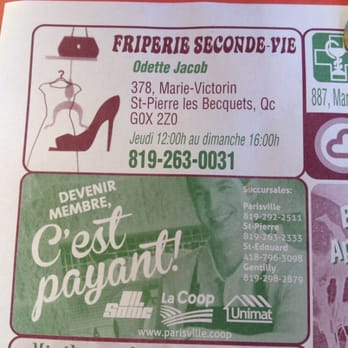 FRIPERIE SECONDE-VIE
Odette Jacob
378, Marie-Victorin
St-Pierre les Becquets, Qc
G0X 2Z0
Jeudi 12:00h au dimanche 16:00h
819-263-0031
887, Mar
DEVENIR
MEMBRE,
C'est
payant!
Succursales:
Parisville
819-292-2511
St-Pierre
819-263-2333
St-Edouard
418-796-3098
Gentilly
819-298-2879
Sonic
La Coop
Unimat
www.parisville.coop